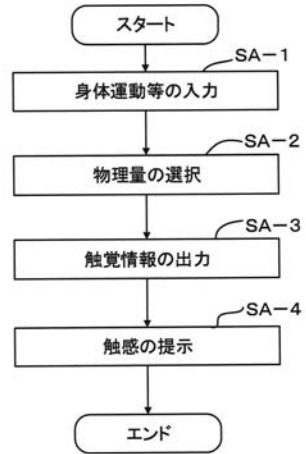 スタート
SA-1
身体運動等の入力
SA-2
物理量の選択
SA-3
触覚情報の出力
SA-4
触感の提示
エンド